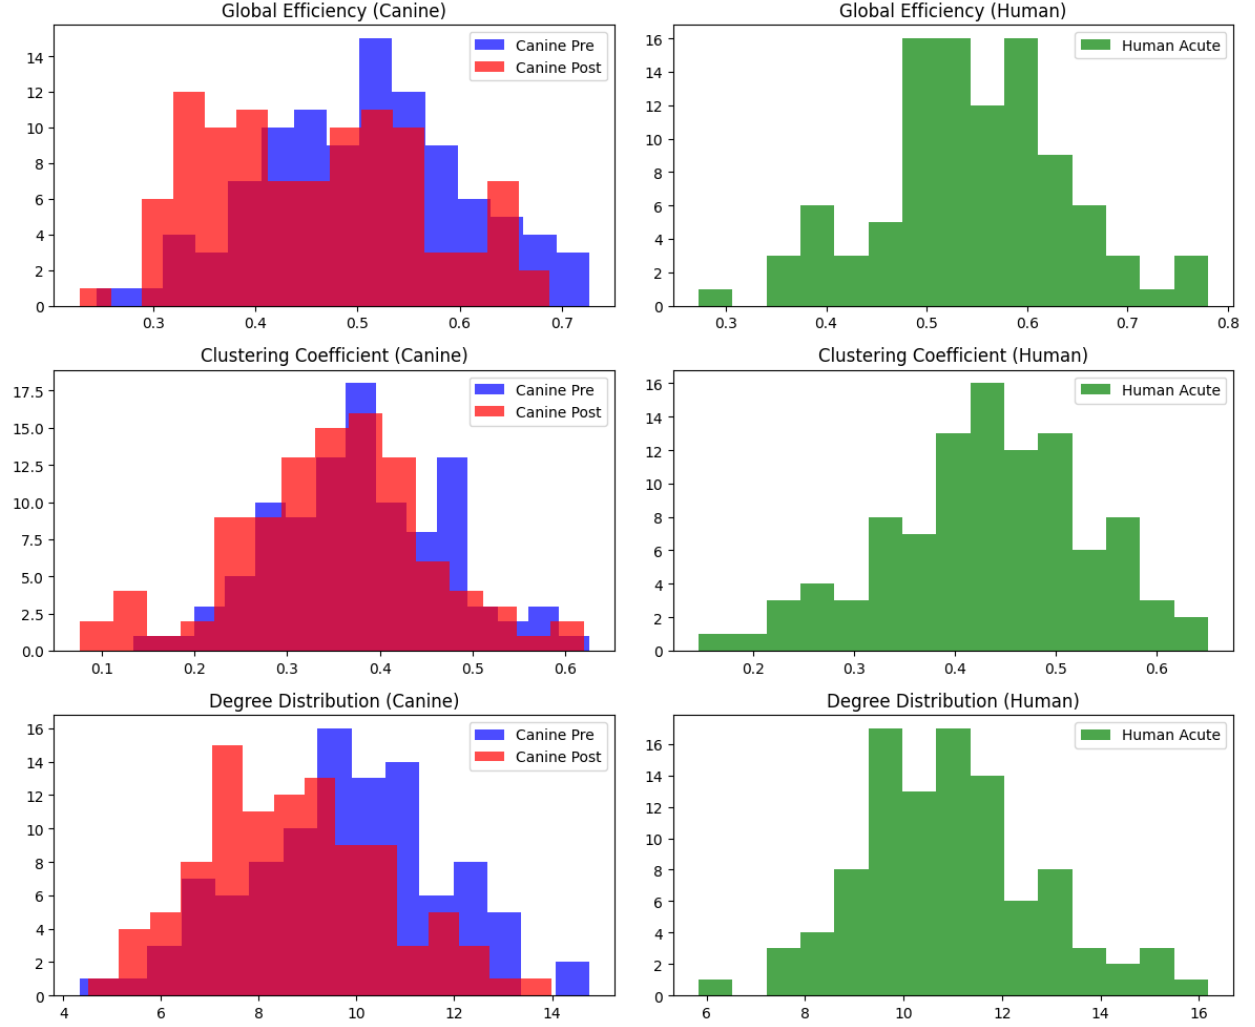 Global Efficiency (Canine)
14
12
10
8
6
4
2
0
0.3 0.4 0.5 0.6 0.7
Canine Pre
Canine Post
Global Efficiency (Human)
16
14
12
10
8
6
4
2
0
0.3 0.4 0.5 0.6 0.7 0.8
Human Acute
Clustering Coefficient (Canine)
17.5
15.0
12.5
10.0
7.5
5.0
2.5
0.0
0.1 0.2 0.3 0.4 0.5 0.6
Canine Pre
Canine Post
Clustering Coefficient (Human)
16
14
12
10
8
6
4
2
0
0.2 0.3 0.4 0.5 0.6
Human Acute
Degree Distribution (Canine)
16
14
12
10
8
6
4
2
0
4 6 8 10 12 14
Canine Pre
Canine Post
Degree Distribution (Human)
16
14
12
10
8
6
4
2
0
6 8 10 12 14 16
Human Acute